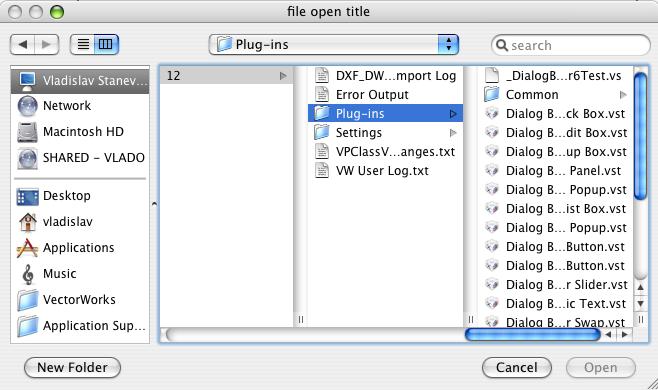 file open title
Plug-ins
search
Vladislav Stanev...
Network
Macintosh HD
SHARED - VLADO
Desktop
vladislav
Applications
Music
VectorWorks
Application Sup...
12
DXF_DW...mport Log
Error Output
Plug-ins
Settings
VPClassV...anges.txt
VW User Log.txt
_DialogB...r6Test.vs
Common
Dialog B...ck Box.vst
Dialog B...dit Box.vst
Dialog B...up Box.vst
Dialog B... Panel.vst
Dialog B... Popup.vst
Dialog B...ist Box.vst
Dialog B... Popup.vst
Dialog B...Button.vst
Dialog B...Button.vst
Dialog B...r Slider.vst
Dialog B...ic Text.vst
Dialog B...r Swap.vst
New Folder
Cancel
Open